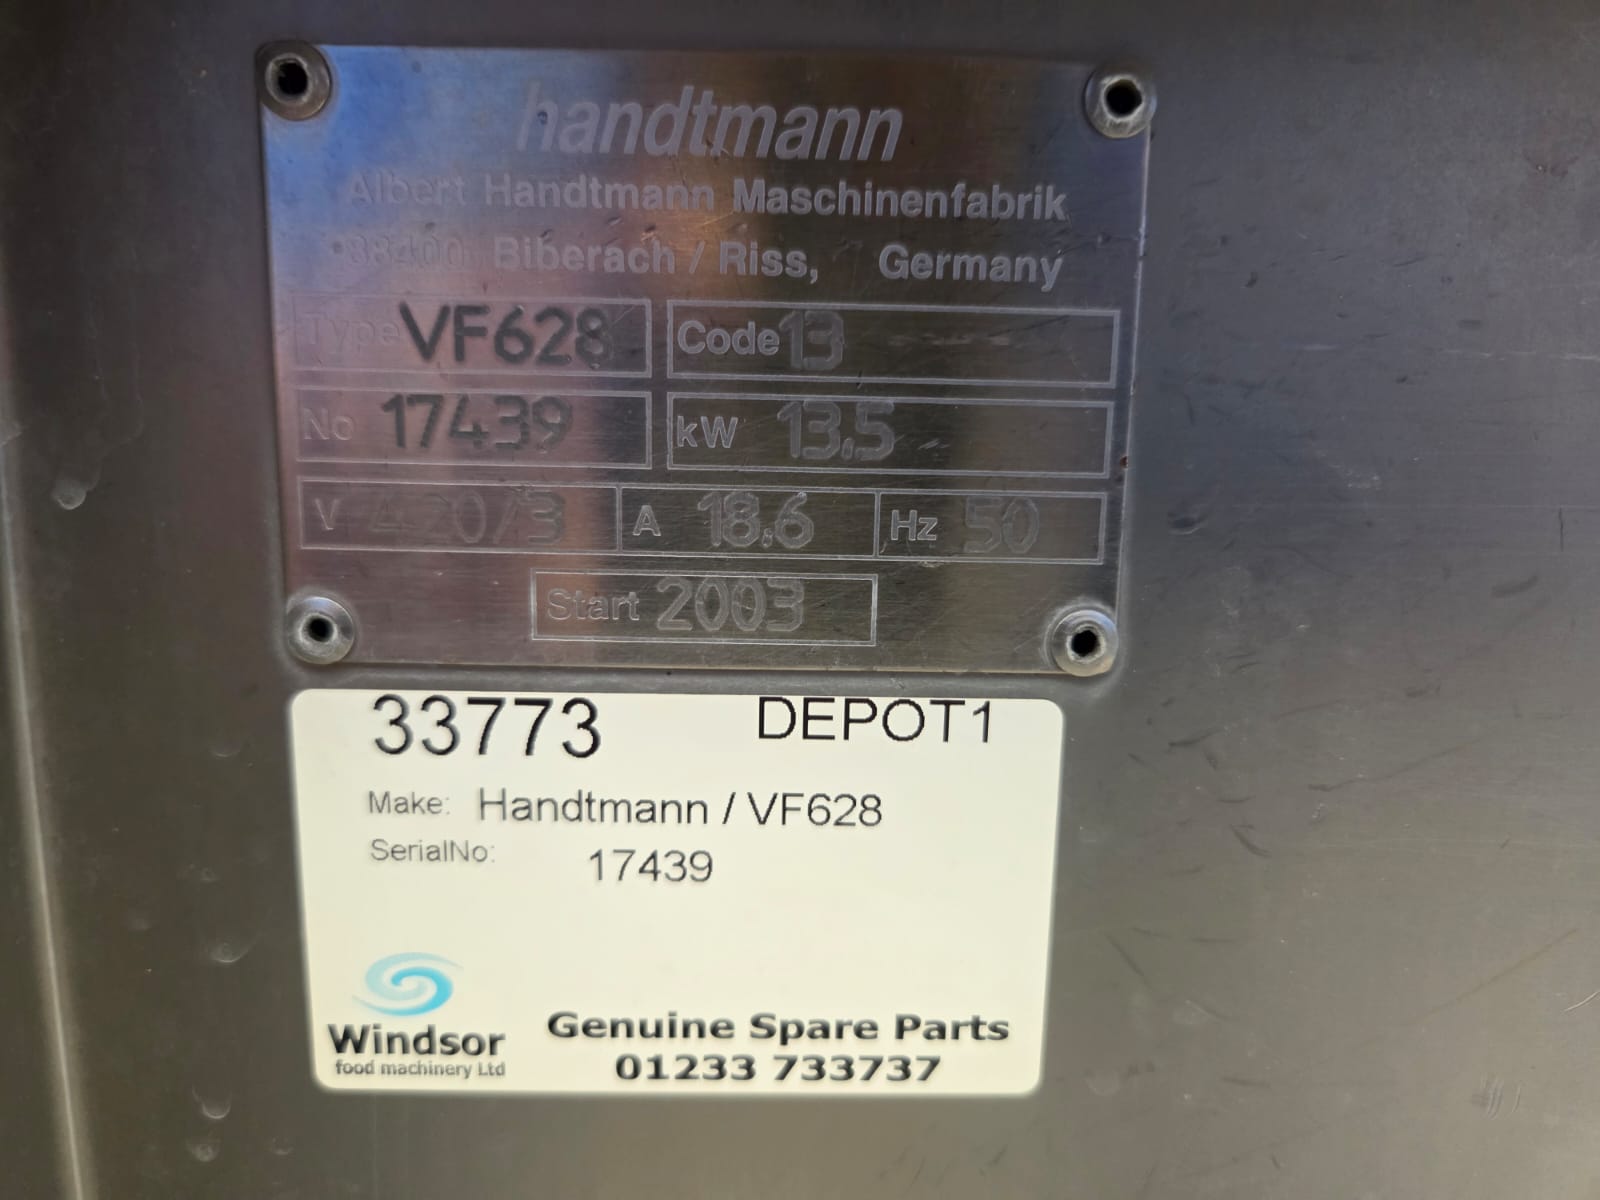 handtmann
Albert Handtmann Maschinenfabrik
88400 Biberach / Riss, Germany
Type VF628 Code 13
No 17439 kW 13,5
V 420/3 A 18,6 Hz 50
Start 2003
33773 DEPOT1
Make: Handtmann / VF628
SerialNo: 17439
Windsor
food machinery Ltd
Genuine Spare Parts
01233 733737